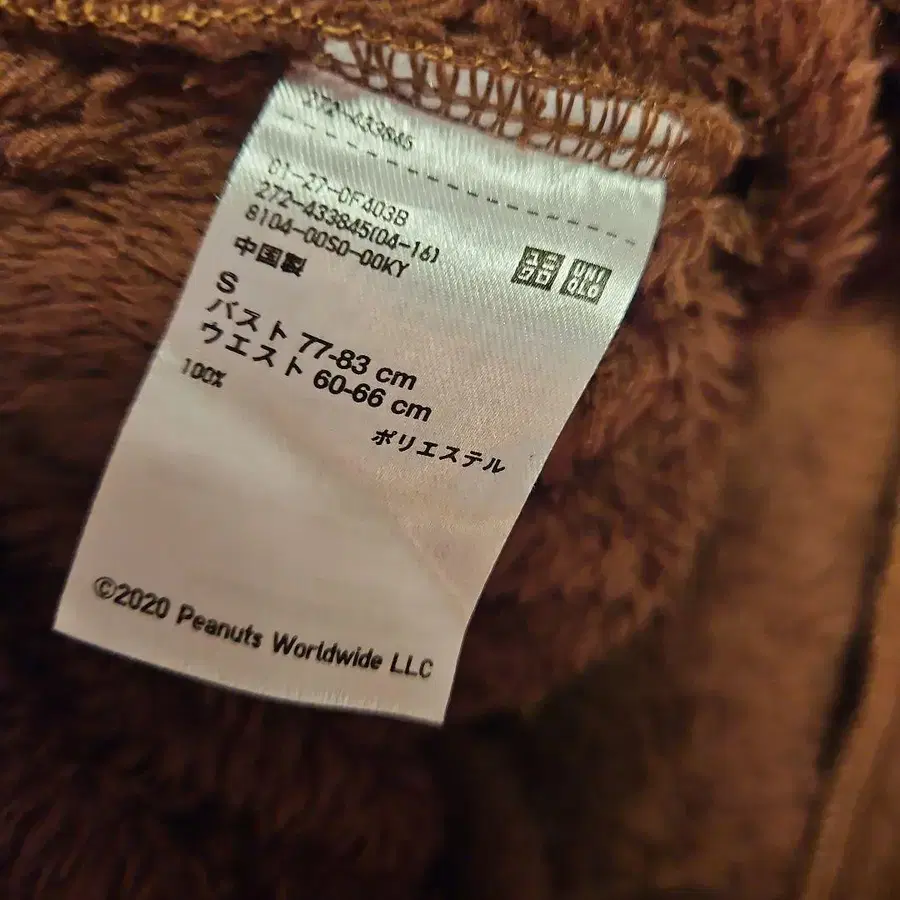 272-433845
01-27-0F403B
272-433845(04-16)
8104-00S0-00KY
中国製
ユニクロ
UNIQLO
S
バスト 77-83 cm
ウエスト 60-66 cm
100%
ポリエステル
©2020 Peanuts Worldwide LLC